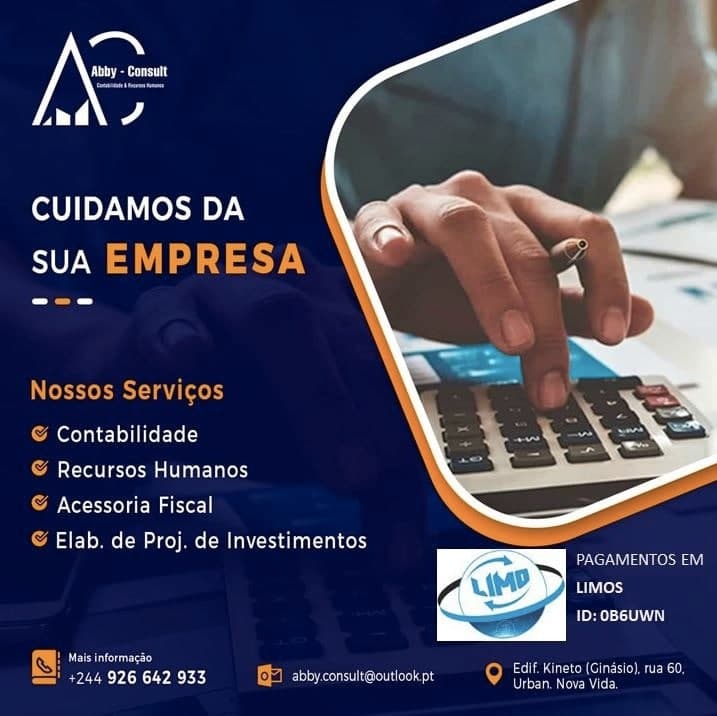 Abby - Consult
Contabilidade & Recursos Humanos
CUIDAMOS DA
SUA EMPRESA
Nossos Serviços
Contabilidade
Recursos Humanos
Acessoria Fiscal
Elab. de Proj. de Investimentos
LIMO
PAGAMENTOS EM
LIMOS
ID: 0B6UWN
Mais informação
+244 926 642 933
abby.consult@outlook.pt
Edif. Kineto (Ginásio), rua 60,
Urban. Nova Vida.